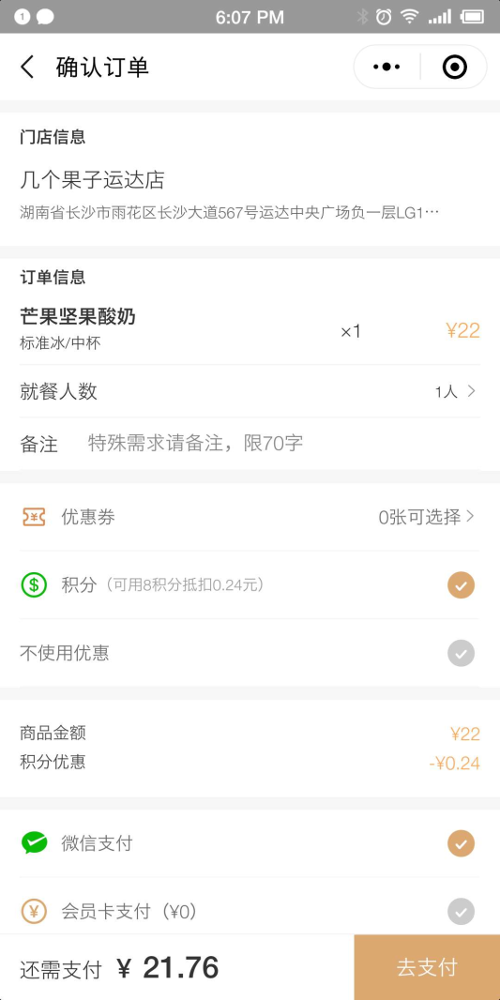 1
6:07 PM
确认订单
门店信息
几个果子运达店
湖南省长沙市雨花区长沙大道567号运达中央广场负一层LG1…
订单信息
芒果坚果酸奶
标准冰/中杯
×1
¥22
就餐人数
1人
备注 特殊需求请备注，限70字
优惠券
0张可选择
积分（可用8积分抵扣0.24元）
不使用优惠
商品金额
¥22
积分优惠
-¥0.24
微信支付
会员卡支付（¥0）
还需支付 ¥ 21.76
去支付